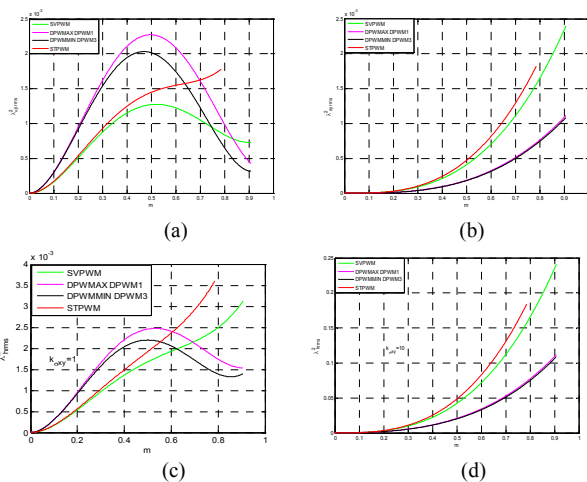 x 10⁻³
2.5
2
1.5
1
0.5
0
0 0.1 0.2 0.3 0.4 0.5 0.6 0.7 0.8 0.9 1
m
SVPWM
DPWMAX DPWM1
DPWMMIN DPWM3
STPWM
(a)
x 10⁻³
2.5
2
1.5
1
0.5
0
0 0.1 0.2 0.3 0.4 0.5 0.6 0.7 0.8 0.9 1
m
SVPWM
DPWMAX DPWM1
DPWMMIN DPWM3
STPWM
(b)
4 x 10⁻³
3.5
3
2.5
2
1.5
1
0.5
0
0 0.2 0.4 0.6 0.8 1
m
SVPWM
DPWMAX DPWM1
DPWMMIN DPWM3
STPWM
(c)
0.25
0.2
0.15
0.1
0.05
0
0 0.1 0.2 0.3 0.4 0.5 0.6 0.7 0.8 0.9 1
m
SVPWM
DPWMAX DPWM1
DPWMMIN DPWM3
STPWM
(d)